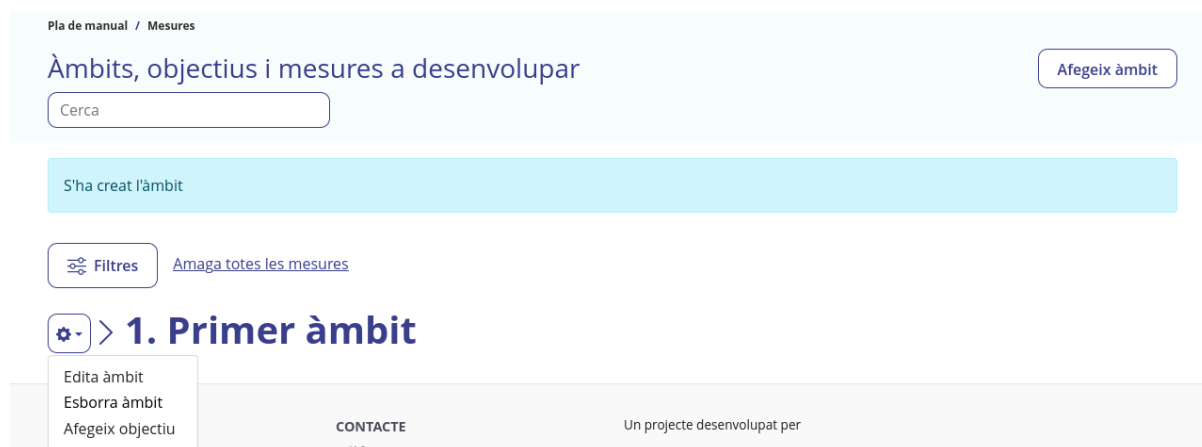 Pla de manual / Mesures
Àmbits, objectius i mesures a desenvolupar
Afegeix àmbit
Cerca
S'ha creat l'àmbit
Filtres
Amaga totes les mesures
1. Primer àmbit
Edita àmbit
Esborra àmbit
Afegeix objectiu
CONTACTE
Un projecte desenvolupat per